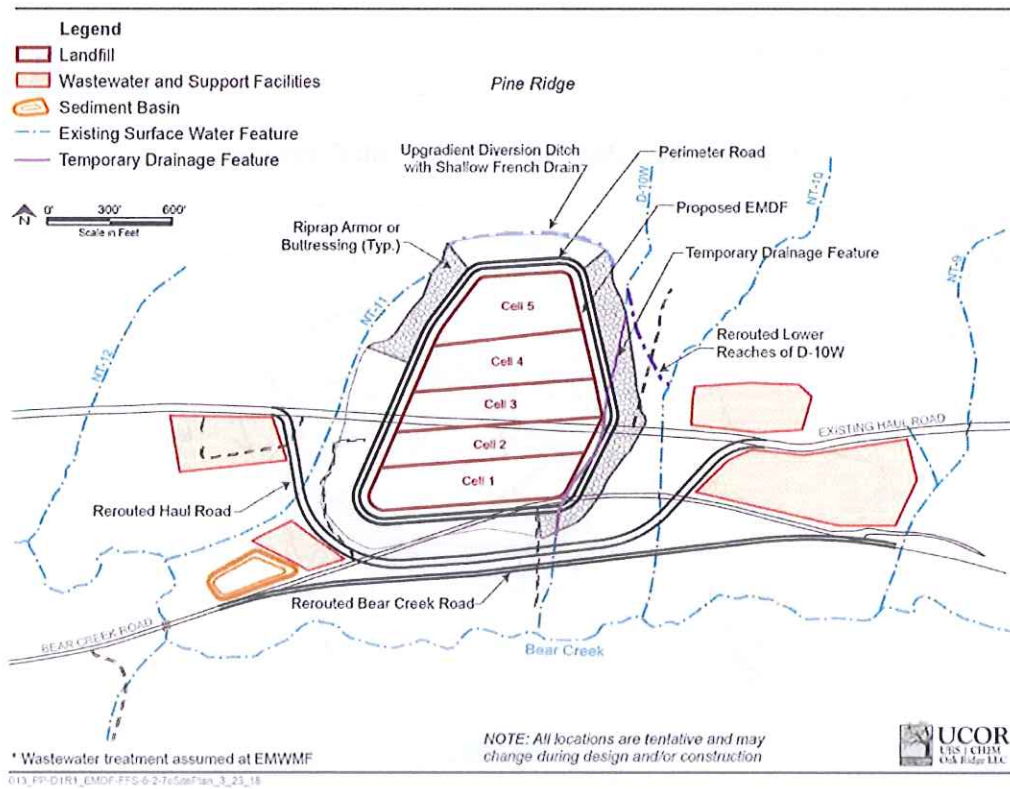 Legend
Landfill
Wastewater and Support Facilities
Sediment Basin
Existing Surface Water Feature
Temporary Drainage Feature
N
0' 300' 600'
Scale in Feet
Pine Ridge
Upgradient Diversion Ditch
with Shallow French Drain
Perimeter Road
D-10W
NT-10
Proposed EMDF
Riprap Armor or
Buttressing (Typ.)
Temporary Drainage Feature
NT-9
NT-11
NT-12
Rerouted Lower
Reaches of D-10W
Cell 5
Cell 4
Cell 3
Cell 2
Cell 1
EXISTING HAUL ROAD
Rerouted Haul Road
Rerouted Bear Creek Road
BEAR CREEK ROAD
Bear Creek
* Wastewater treatment assumed at EMWMF
NOTE: All locations are tentative and may
change during design and/or construction
UCOR
URS | CH2M
Oak Ridge LLC